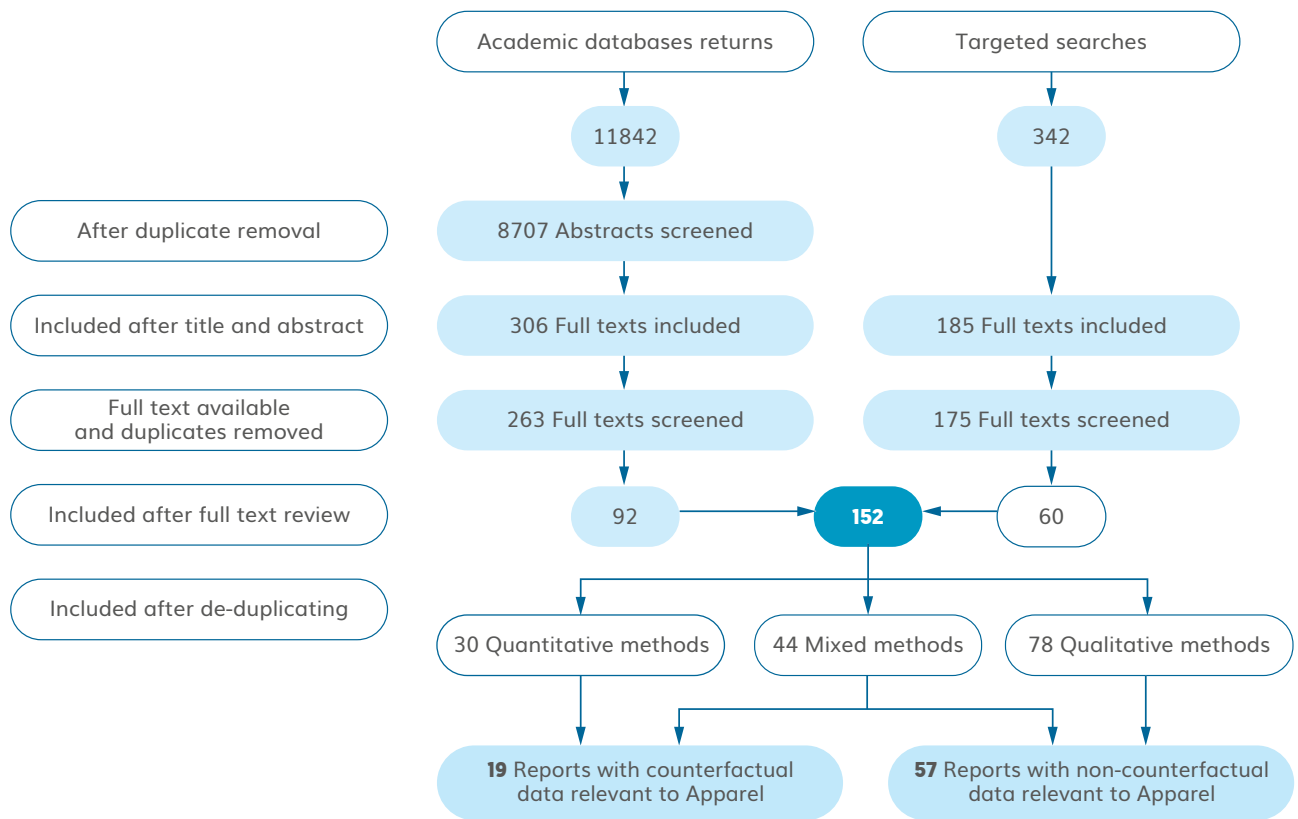 Academic databases returns
Targeted searches
11842
342
After duplicate removal
8707 Abstracts screened
Included after title and abstract
306 Full texts included
185 Full texts included
Full text available
and duplicates removed
263 Full texts screened
175 Full texts screened
Included after full text review
92
152
60
Included after de-duplicating
30 Quantitative methods
44 Mixed methods
78 Qualitative methods
19 Reports with counterfactual
data relevant to Apparel
57 Reports with non-counterfactual
data relevant to Apparel